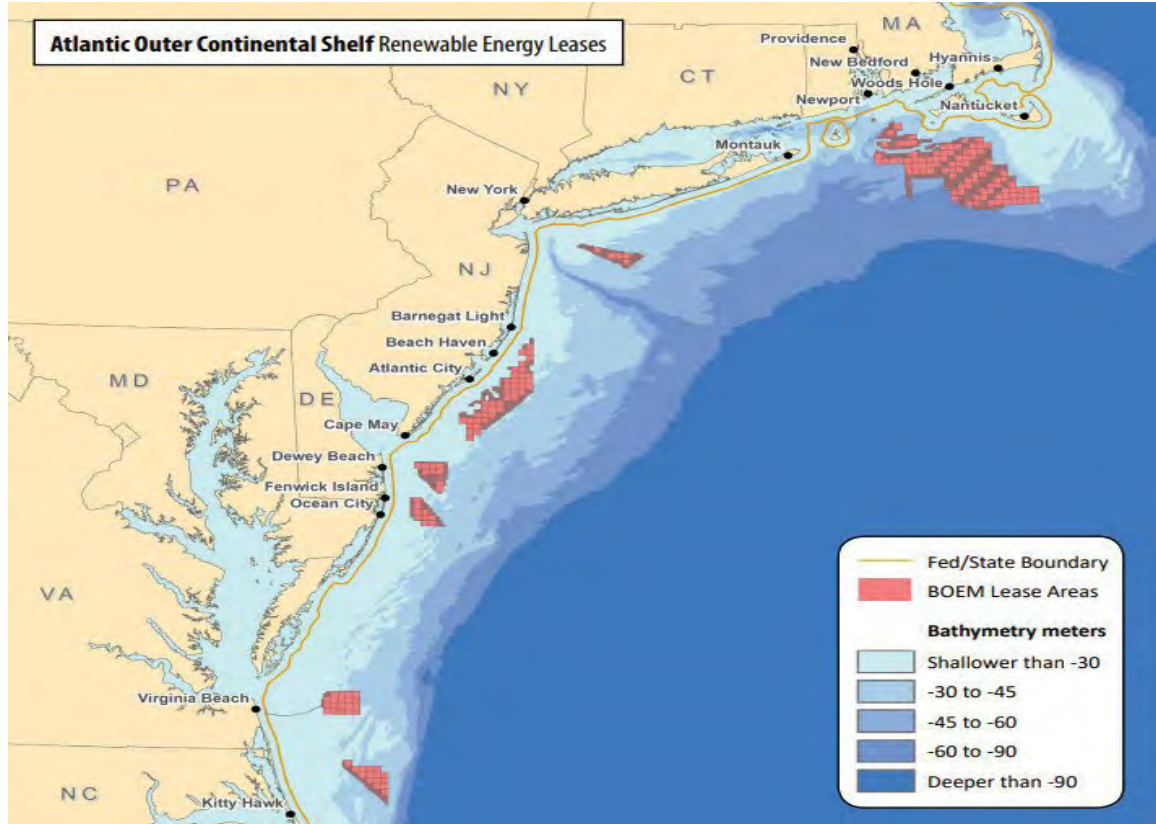 Atlantic Outer Continental Shelf Renewable Energy Leases
MA
Providence
New Bedford
Hyannis
Woods Hole
CT
NY
Newport
Nantucket
Montauk
PA
New York
NJ
Barnegat Light
Beach Haven
Atlantic City
MD
DE
Cape May
Dewey Beach
Fenwick Island
Ocean City
VA
Virginia Beach
NC
Kitty Hawk
Fed/State Boundary
BOEM Lease Areas
Bathymetry meters
Shallower than -30
-30 to -45
-45 to -60
-60 to -90
Deeper than -90